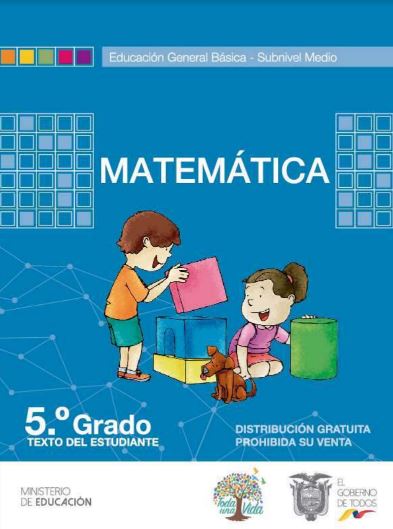 Educación General Básica - Subnivel Medio
MATEMÁTICA
5.º Grado
TEXTO DEL ESTUDIANTE
DISTRIBUCIÓN GRATUITA
PROHIBIDA SU VENTA
MINISTERIO
DE EDUCACIÓN
Toda
una Vida
EL
GOBIERNO
DE TODOS